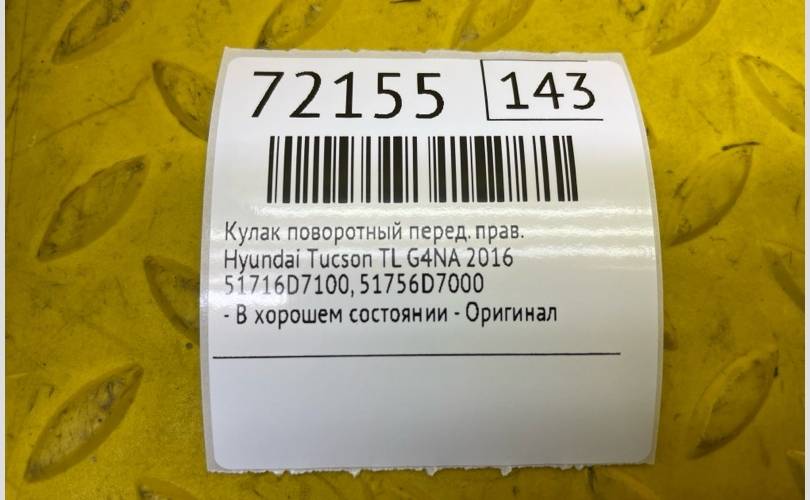 72155 143
Кулак поворотный перед. прав.
Hyundai Tucson TL G4NA 2016
51716D7100, 51756D7000
- В хорошем состоянии - Оригинал